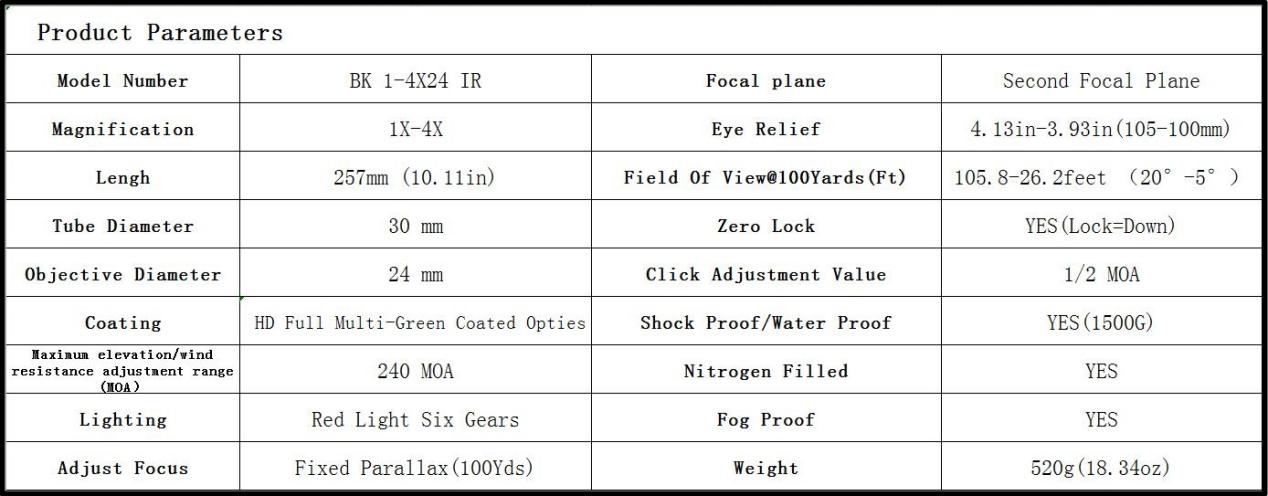 Product Parameters
Model Number BK 1-4X24 IR Focal plane Second Focal Plane
Magnification 1X-4X Eye Relief 4.13in-3.93in(105-100mm)
Lengh 257mm (10.11in) Field Of View@100Yards(Ft) 105.8-26.2feet （20°-5°）
Tube Diameter 30 mm Zero Lock YES(Lock=Down)
Objective Diameter 24 mm Click Adjustment Value 1/2 MOA
Coating HD Full Multi-Green Coated Opties Shock Proof/Water Proof YES(1500G)
Maximum elevation/wind
resistance adjustment range
(MOA) 240 MOA Nitrogen Filled YES
Lighting Red Light Six Gears Fog Proof YES
Adjust Focus Fixed Parallax(100Yds) Weight 520g(18.34oz)